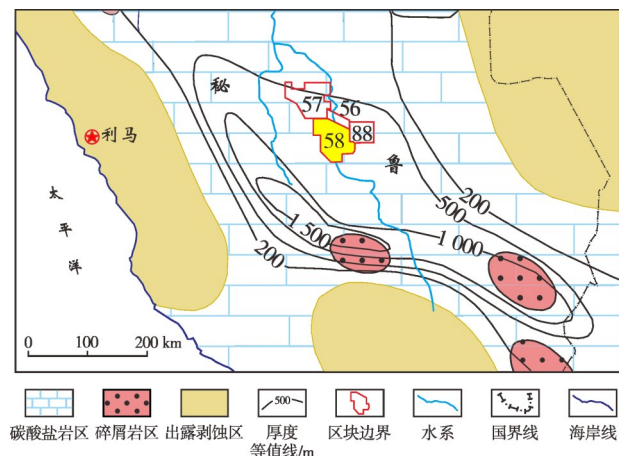 秘
57
56
58
88
鲁
利马
太
平
洋
200
500
200
1 500
1 000
200
0 100 200 km
500
碳酸盐岩区 碎屑岩区 出露剥蚀区 厚度 区块边界 水系 国界线 海岸线
等值线/m